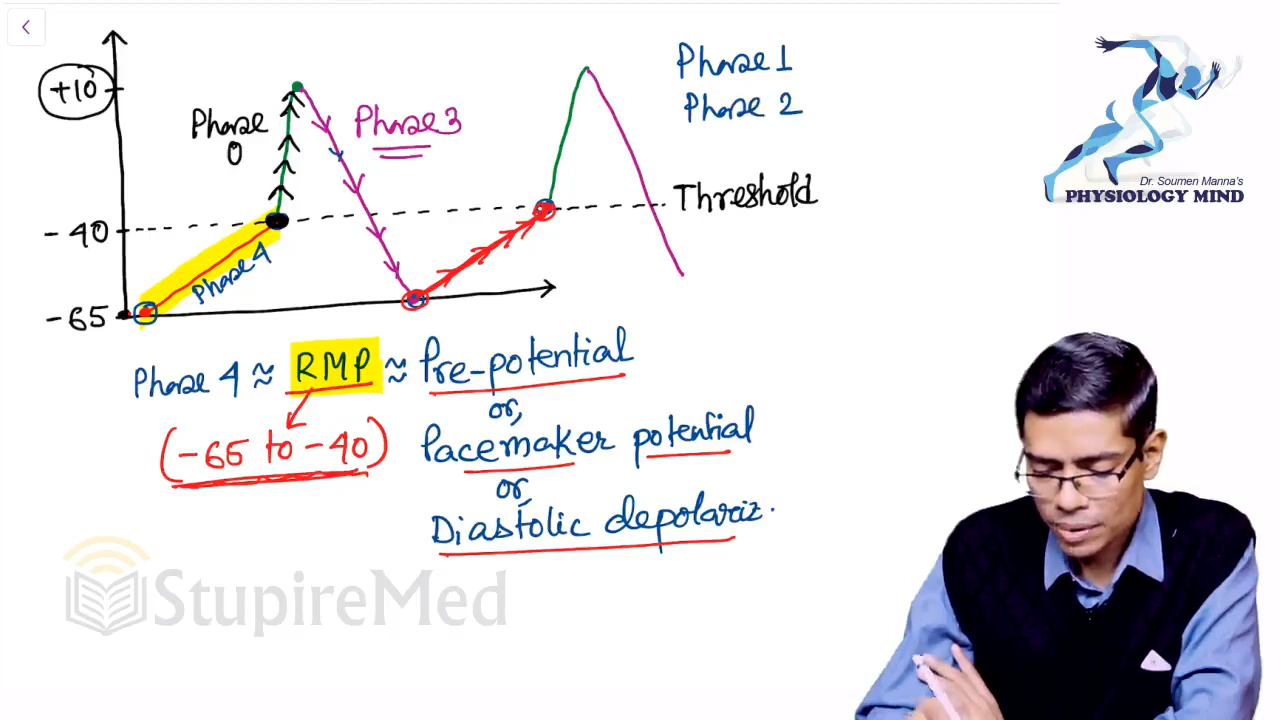 +10
Phase
0
Phase 3
Phase 1
Phase 2
Threshold
-40
Phase 4
-65
Phase 4 ≈ RMP ≈ Pre-potential
or,
(-65 to -40)
Pacemaker potential
or,
Diastolic depolariz.
Dr. Soumen Manna's
PHYSIOLOGY MIND
StupireMed